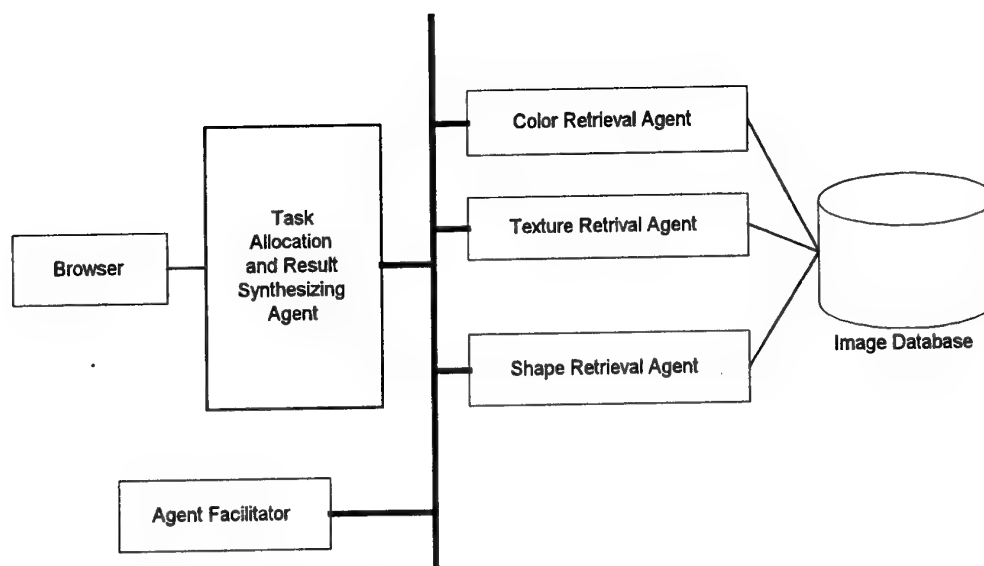 Color Retrieval Agent
Task
Allocation
and Result
Synthesizing
Agent
Texture Retrival Agent
Browser
Image Database
Shape Retrieval Agent
Agent Facilitator